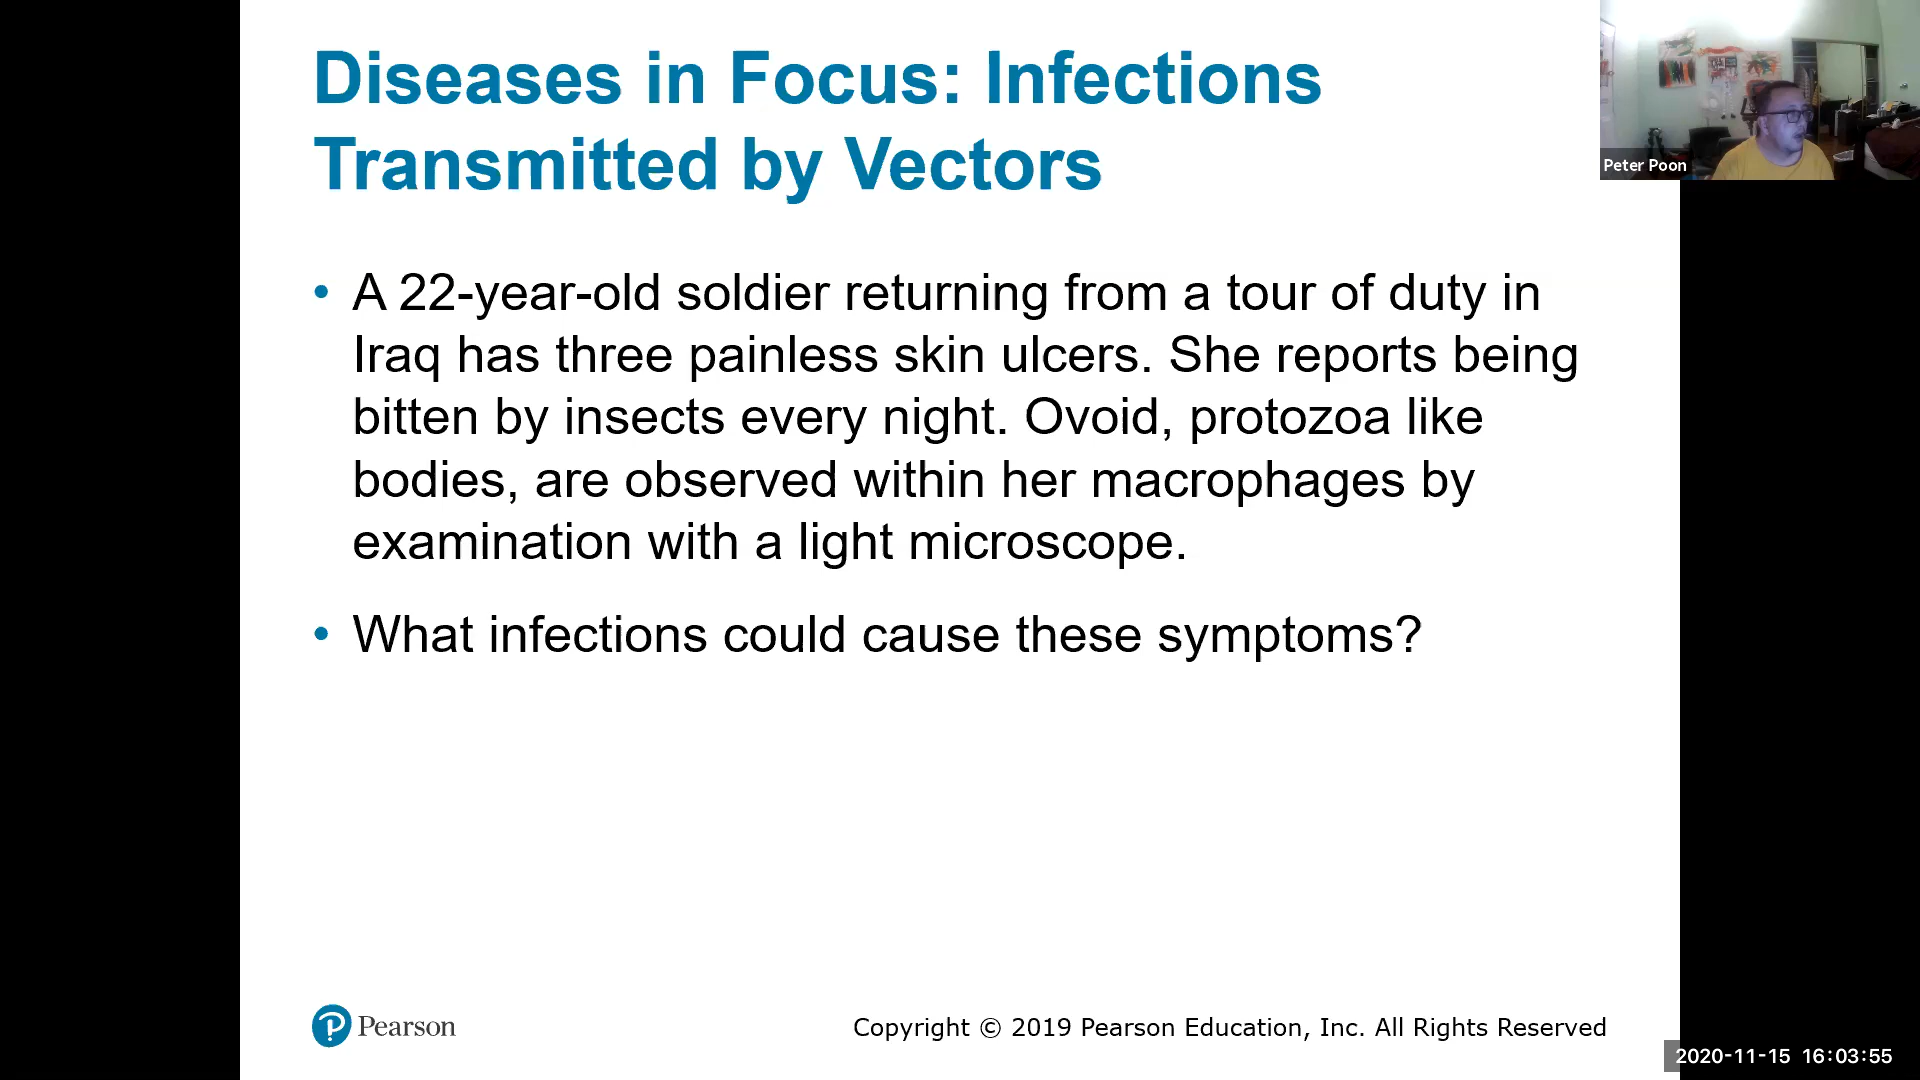 Diseases in Focus: Infections
Transmitted by Vectors
Peter Poon
• A 22-year-old soldier returning from a tour of duty in
Iraq has three painless skin ulcers. She reports being
bitten by insects every night. Ovoid, protozoa like
bodies, are observed within her macrophages by
examination with a light microscope.
• What infections could cause these symptoms?
Pearson
Copyright © 2019 Pearson Education, Inc. All Rights Reserved
2020-11-15 16:03:55